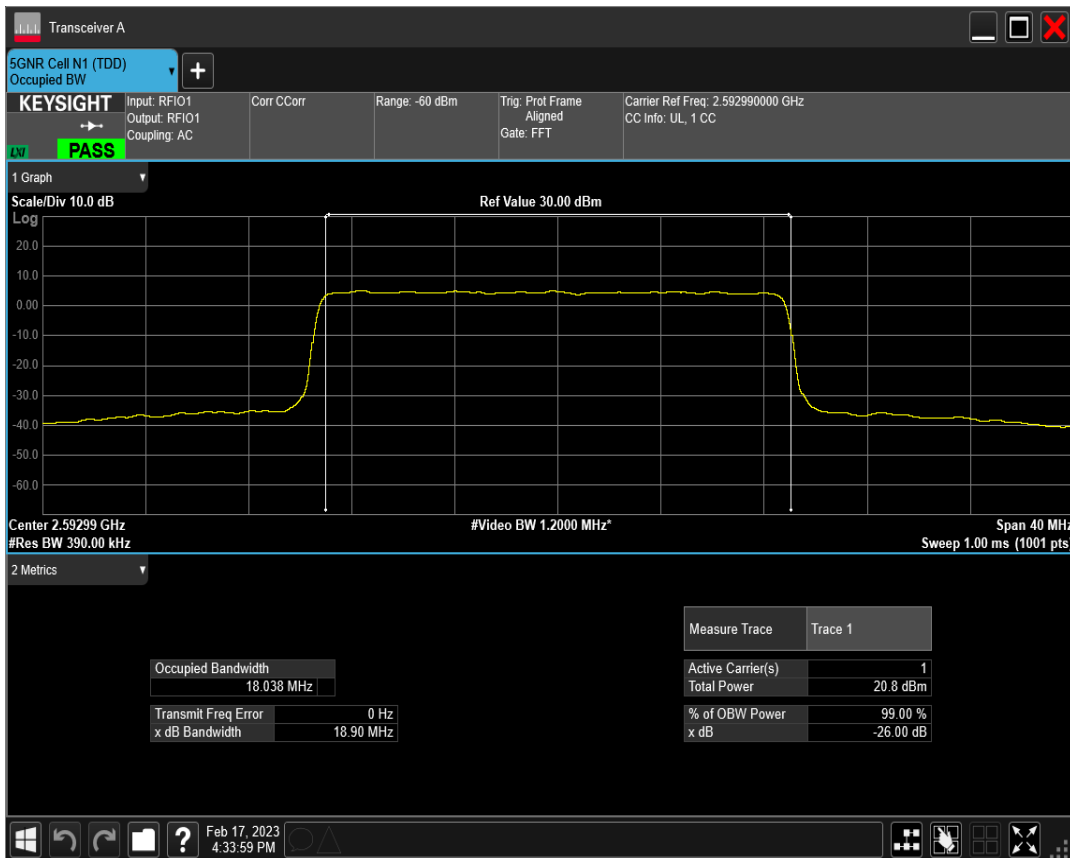 Transceiver A
5GNR Cell N1 (TDD)
Occupied BW
+
KEYSIGHT
LXI
PASS
Input: RFIO1
Output: RFIO1
Coupling: AC
Corr CCorr
Range: -60 dBm
Trig: Prot Frame
Aligned
Gate: FFT
Carrier Ref Freq: 2.592990000 GHz
CC Info: UL, 1 CC
1 Graph
Scale/Div 10.0 dB
Ref Value 30.00 dBm
Log
20.0
10.0
0.00
-10.0
-20.0
-30.0
-40.0
-50.0
-60.0
Center 2.59299 GHz
#Video BW 1.2000 MHz*
Span 40 MHz
#Res BW 390.00 kHz
Sweep 1.00 ms (1001 pts)
2 Metrics
Measure Trace
Trace 1
Occupied Bandwidth
18.038 MHz
Active Carrier(s) 1
Total Power 20.8 dBm
Transmit Freq Error 0 Hz
x dB Bandwidth 18.90 MHz
% of OBW Power 99.00 %
x dB -26.00 dB
?
Feb 17, 2023
4:33:59 PM